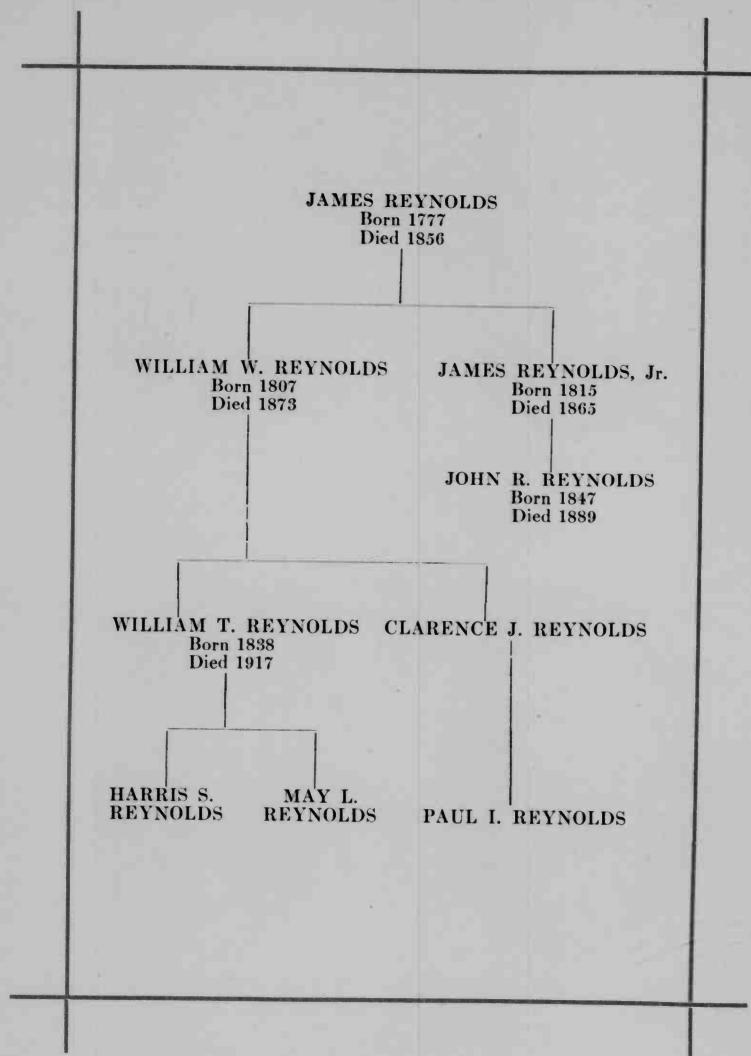 JAMES REYNOLDS
Born 1777
Died 1856
WILLIAM W. REYNOLDS
Born 1807
Died 1873
JAMES REYNOLDS, Jr.
Born 1815
Died 1865
JOHN R. REYNOLDS
Born 1847
Died 1889
WILLIAM T. REYNOLDS
Born 1838
Died 1917
CLARENCE J. REYNOLDS
HARRIS S.
REYNOLDS
MAY L.
REYNOLDS
PAUL I. REYNOLDS